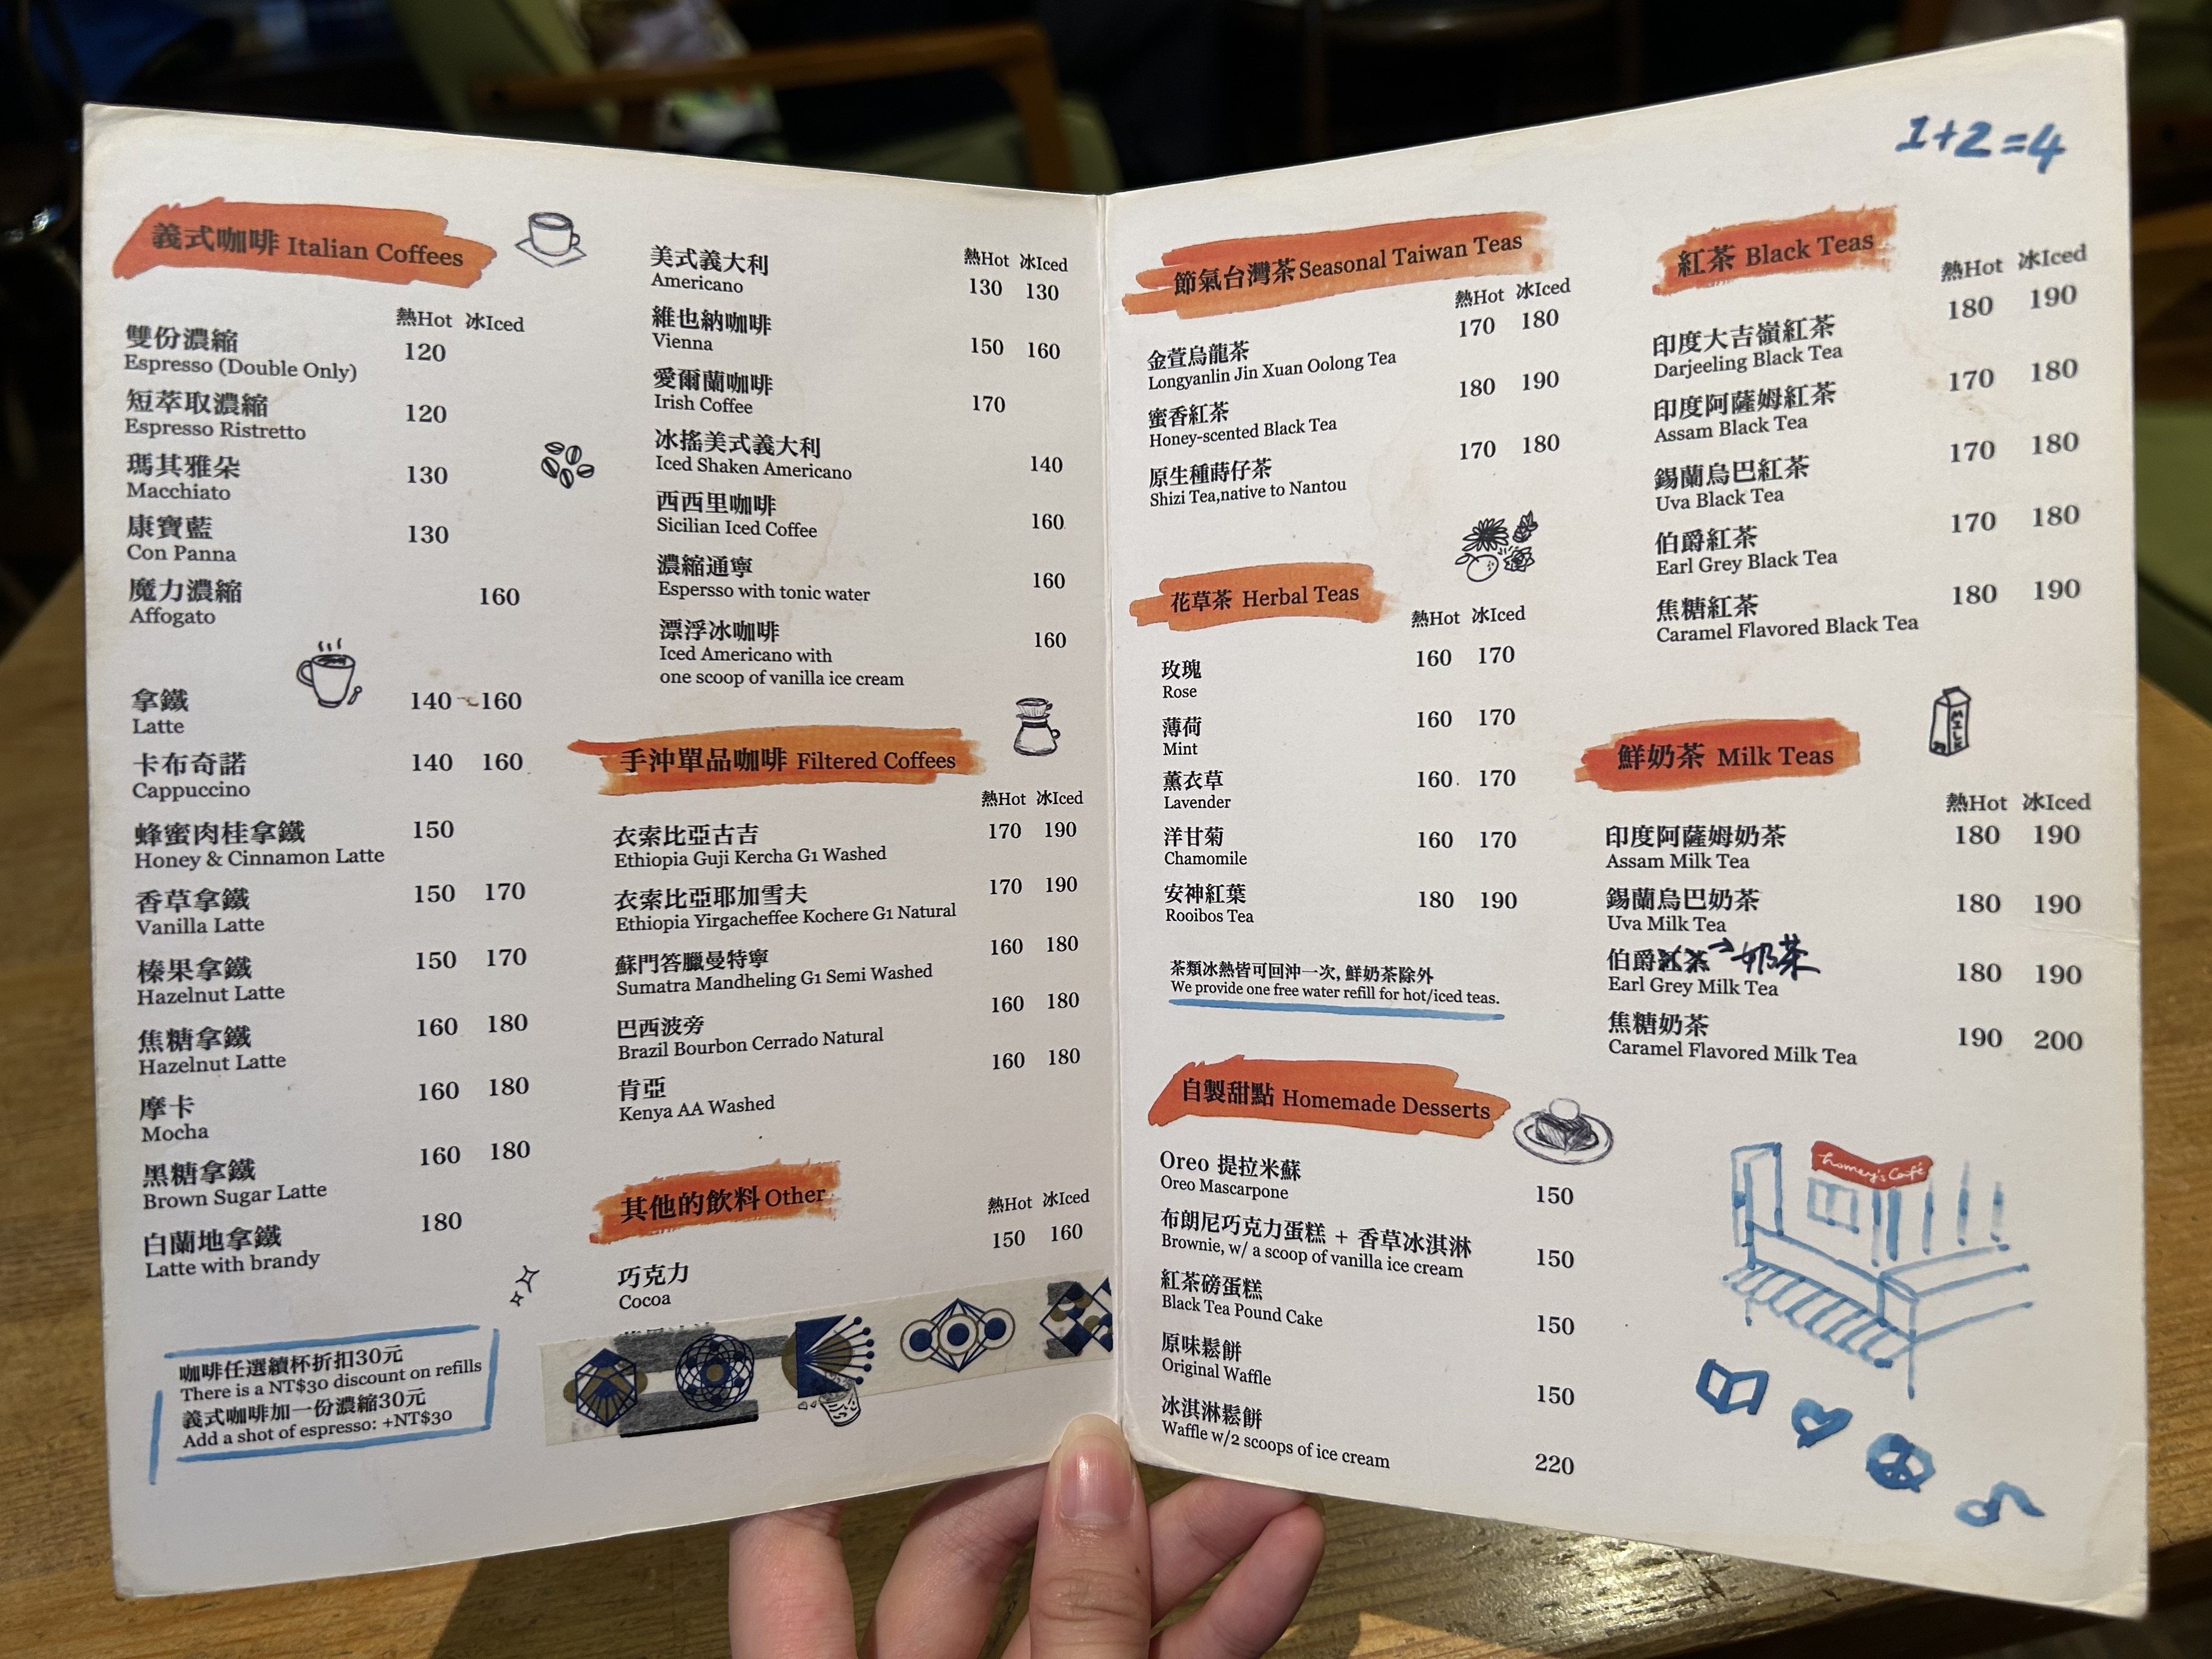 義式咖啡 Italian Coffees
熱Hot 冰Iced
雙份濃縮 120
Espresso (Double Only)
短萃取濃縮 120
Espresso Ristretto
瑪其雅朵 130
Macchiato
康寶藍 130
Con Panna
魔力濃縮 160
Affogato
拿鐵 140 160
Latte
卡布奇諾 140 160
Cappuccino
蜂蜜肉桂拿鐵 150
Honey & Cinnamon Latte
香草拿鐵 150 170
Vanilla Latte
榛果拿鐵 150 170
Hazelnut Latte
焦糖拿鐵 160 180
Hazelnut Latte
摩卡 160 180
Mocha
黑糖拿鐵 160 180
Brown Sugar Latte
白蘭地拿鐵 180
Latte with brandy
咖啡任選續杯折扣30元
There is a NT$30 discount on refills
義式咖啡加一份濃縮30元
Add a shot of espresso: +NT$30
熱Hot 冰Iced
美式義大利 130 130
Americano
維也納咖啡 150 160
Vienna
愛爾蘭咖啡 170
Irish Coffee
冰搖美式義大利 140
Iced Shaken Americano
西西里咖啡 160
Sicilian Iced Coffee
濃縮通寧 160
Espersso with tonic water
漂浮冰咖啡 160
Iced Americano with
one scoop of vanilla ice cream
手沖單品咖啡 Filtered Coffees
熱Hot 冰Iced
衣索比亞古吉 170 190
Ethiopia Guji Kercha G1 Washed
衣索比亞耶加雪夫 170 190
Ethiopia Yirgacheffee Kochere G1 Natural
蘇門答臘曼特寧 160 180
Sumatra Mandheling G1 Semi Washed
巴西波旁 160 180
Brazil Bourbon Cerrado Natural
肯亞 160 180
Kenya AA Washed
其他的飲料 Other
熱Hot 冰Iced
巧克力 150 160
Cocoa
節氣台灣茶 Seasonal Taiwan Teas
熱Hot 冰Iced
金萱烏龍茶 170 180
Longyanlin Jin Xuan Oolong Tea
蜜香紅茶 180 190
Honey-scented Black Tea
原生種蒔仔茶 170 180
Shizi Tea,native to Nantou
花草茶 Herbal Teas
熱Hot 冰Iced
玫瑰 160 170
Rose
薄荷 160 170
Mint
薰衣草 160 170
Lavender
洋甘菊 160 170
Chamomile
安神紅葉 180 190
Rooibos Tea
茶類冰熱皆可回沖一次, 鮮奶茶除外
We provide one free water refill for hot/iced teas.
自製甜點 Homemade Desserts
Oreo 提拉米蘇 150
Oreo Mascarpone
布朗尼巧克力蛋糕 + 香草冰淇淋 150
Brownie, w/ a scoop of vanilla ice cream
紅茶磅蛋糕 150
Black Tea Pound Cake
原味鬆餅 150
Original Waffle
冰淇淋鬆餅 220
Waffle w/2 scoops of ice cream
1+2=4
紅茶 Black Teas
熱Hot 冰Iced
印度大吉嶺紅茶 180 190
Darjeeling Black Tea
印度阿薩姆紅茶 170 180
Assam Black Tea
錫蘭烏巴紅茶 170 180
Uva Black Tea
伯爵紅茶 170 180
Earl Grey Black Tea
焦糖紅茶 180 190
Caramel Flavored Black Tea
MILK
鮮奶茶 Milk Teas
熱Hot 冰Iced
印度阿薩姆奶茶 180 190
Assam Milk Tea
錫蘭烏巴奶茶 180 190
Uva Milk Tea
伯爵紅茶→奶茶 180 190
Earl Grey Milk Tea
焦糖奶茶 190 200
Caramel Flavored Milk Tea
homey's Café